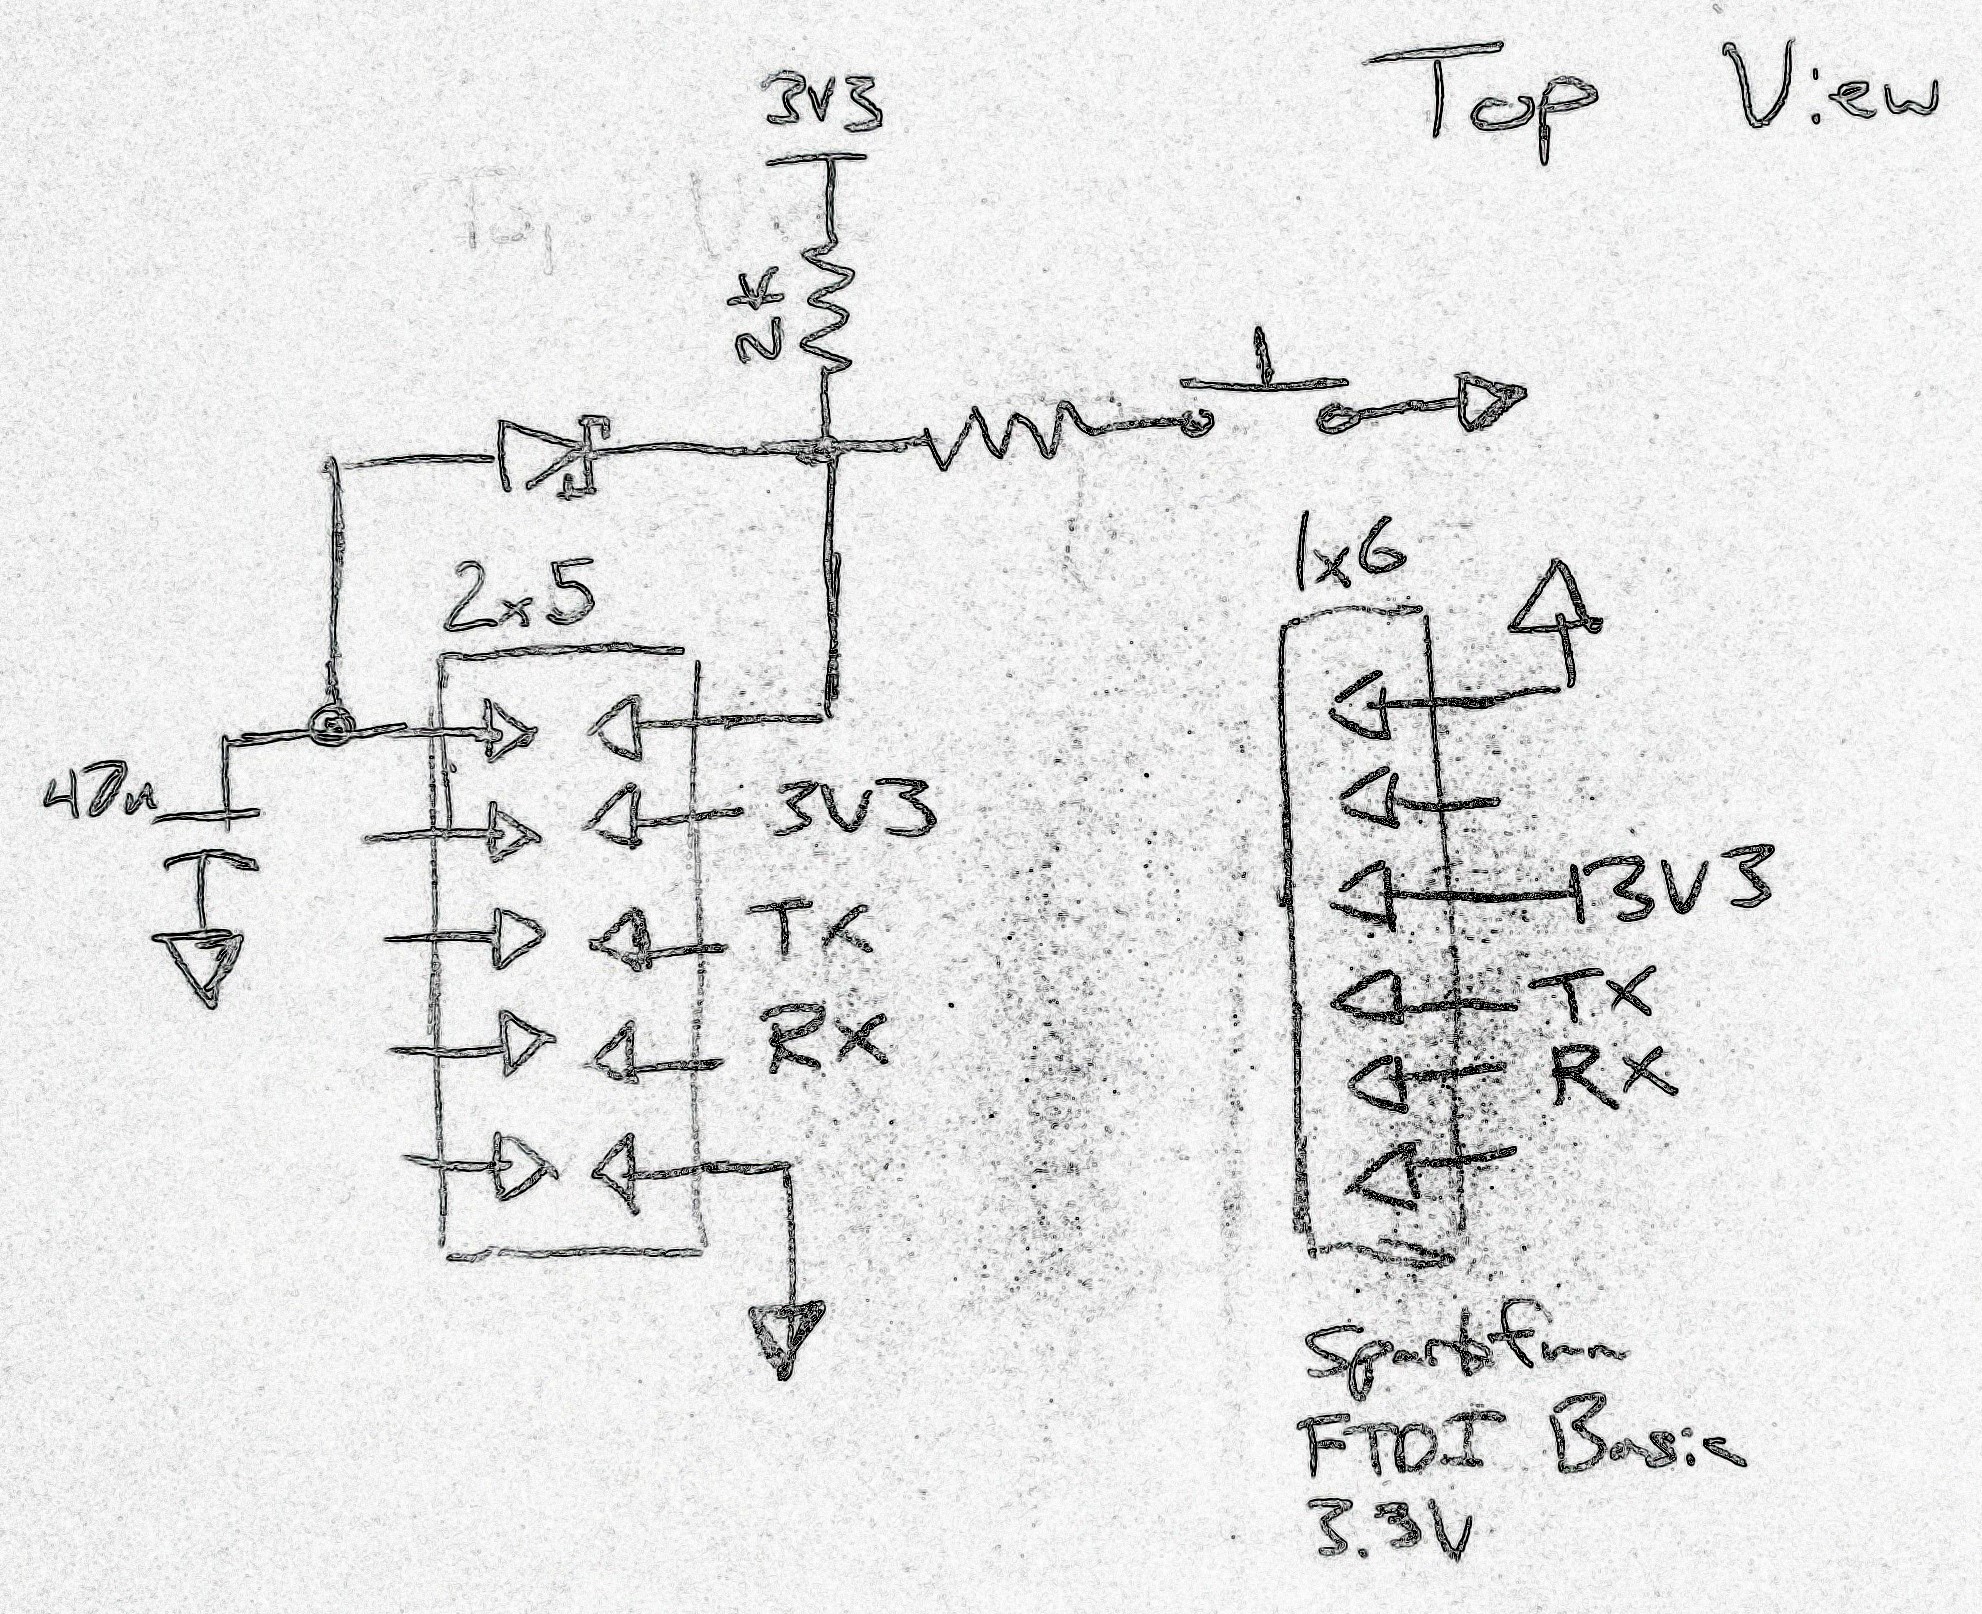 Top View
3V3
2K
2x5
1x6
47u
3V3
3V3
TX
TX
RX
RX
Sparkfun
FTDI Basic
3.3V